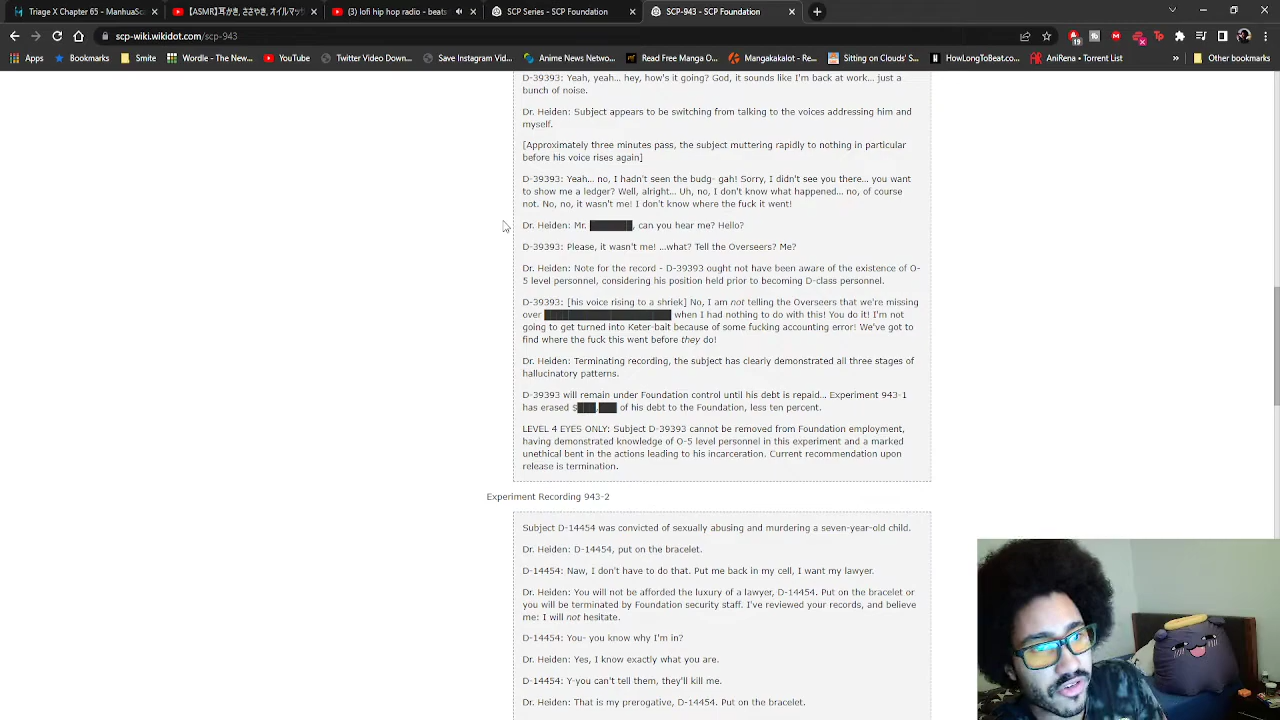 Triage X Chapter 65 - ManhuaSc
【ASMR】耳かき、ささやき、オイルマッ
(3) lofi hip hop radio - beats
SCP Series - SCP Foundation
SCP-943 - SCP Foundation
scp-wiki.wikidot.com/scp-943
19
Apps
Bookmarks
Smite
Wordle - The New...
YouTube
Twitter Video Down...
Save Instagram Vid...
Anime News Networ...
Read Free Manga O...
Mangakakalot - Re...
Sitting on Clouds' S...
HowLongToBeat.co...
AniRena | Torrent List
»
Other bookmarks
D-39393: Yeah, yeah... hey, how's it going? God, it sounds like I'm back at work... just a
bunch of noise.
Dr. Heiden: Subject appears to be switching from talking to the voices addressing him and
myself.
[Approximately three minutes pass, the subject muttering rapidly to nothing in particular
before his voice rises again]
D-39393: Yeah... no, I hadn't seen the budg- gah! Sorry, I didn't see you there... you want
to show me a ledger? Well, alright... Uh, no, I don't know what happened... no, of course
not. No, no, it wasn't me! I don't know where the fuck it went!
Dr. Heiden: Mr. ███████, can you hear me? Hello?
D-39393: Please, it wasn't me! ...what? Tell the Overseers? Me?
Dr. Heiden: Note for the record - D-39393 ought not have been aware of the existence of O-
5 level personnel, considering his position held prior to becoming D-class personnel.
D-39393: [his voice rising to a shriek] No, I am not telling the Overseers that we're missing
over █████████████████████ when I had nothing to do with this! You do it! I'm not
going to get turned into Keter-bait because of some fucking accounting error! We've got to
find where the fuck this went before they do!
Dr. Heiden: Terminating recording, the subject has clearly demonstrated all three stages of
hallucinatory patterns.
D-39393 will remain under Foundation control until his debt is repaid... Experiment 943-1
has erased $███,███ of his debt to the Foundation, less ten percent.
LEVEL 4 EYES ONLY: Subject D-39393 cannot be removed from Foundation employment,
having demonstrated knowledge of O-5 level personnel in this experiment and a marked
unethical bent in the actions leading to his incarceration. Current recommendation upon
release is termination.
Experiment Recording 943-2
Subject D-14454 was convicted of sexually abusing and murdering a seven-year-old child.
Dr. Heiden: D-14454, put on the bracelet.
D-14454: Naw, I don't have to do that. Put me back in my cell, I want my lawyer.
Dr. Heiden: You will not be afforded the luxury of a lawyer, D-14454. Put on the bracelet or
you will be terminated by Foundation security staff. I've reviewed your records, and believe
me: I will not hesitate.
D-14454: You- you know why I'm in?
Dr. Heiden: Yes, I know exactly what you are.
D-14454: Y-you can't tell them, they'll kill me.
Dr. Heiden: That is my prerogative, D-14454. Put on the bracelet.